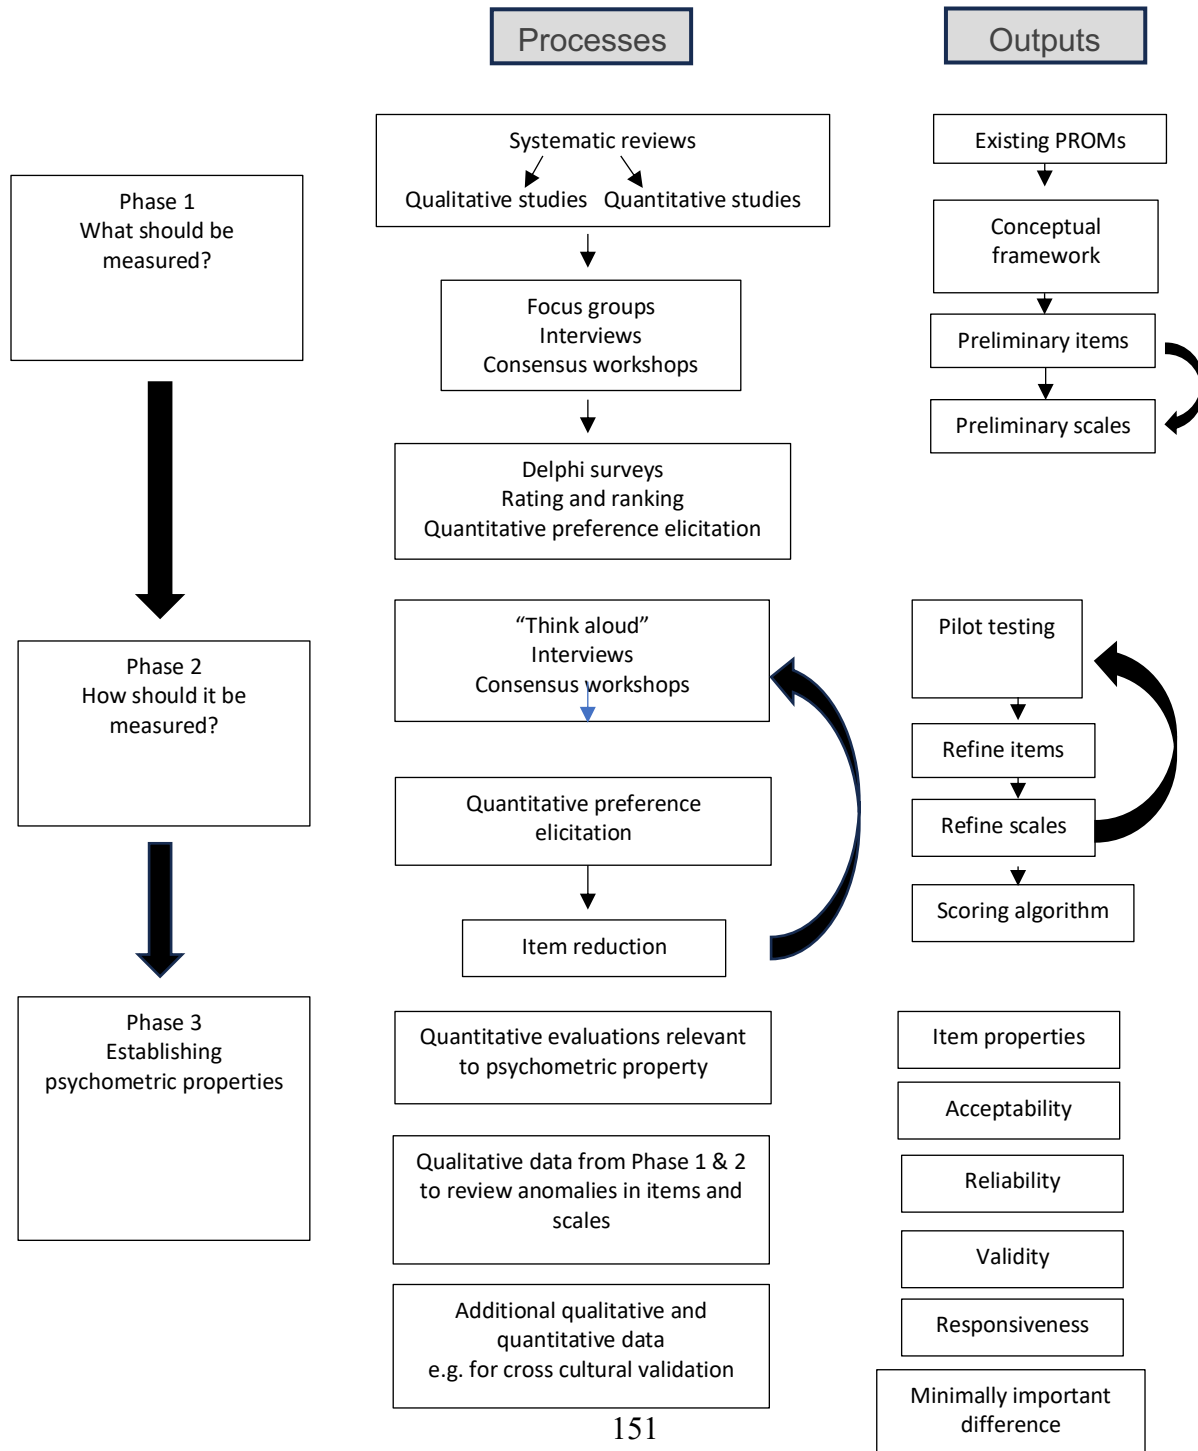 Processes
Outputs
Phase 1
What should be
measured?
Systematic reviews
Qualitative studies Quantitative studies
Focus groups
Interviews
Consensus workshops
Delphi surveys
Rating and ranking
Quantitative preference elicitation
Existing PROMs
Conceptual
framework
Preliminary items
Preliminary scales
Phase 2
How should it be
measured?
“Think aloud”
Interviews
Consensus workshops
Quantitative preference
elicitation
Item reduction
Pilot testing
Refine items
Refine scales
Scoring algorithm
Phase 3
Establishing
psychometric properties
Quantitative evaluations relevant
to psychometric property
Qualitative data from Phase 1 & 2
to review anomalies in items and
scales
Additional qualitative and
quantitative data
e.g. for cross cultural validation
Item properties
Acceptability
Reliability
Validity
Responsiveness
Minimally important
difference
151